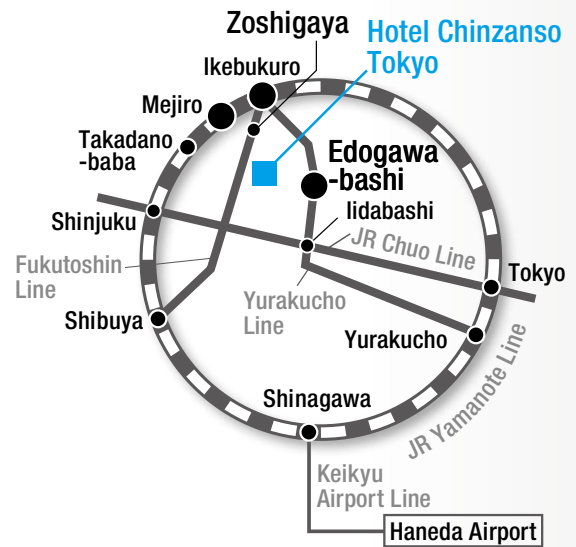 Zoshigaya
Hotel Chinzanso
Tokyo
Ikebukuro
Mejiro
Takadano
-baba
Edogawa
-bashi
Shinjuku
Iidabashi
JR Chuo Line
Fukutoshin
Line
Tokyo
Yurakucho
Line
Shibuya
Yurakucho
JR Yamanote Line
Shinagawa
Keikyu
Airport Line
Haneda Airport